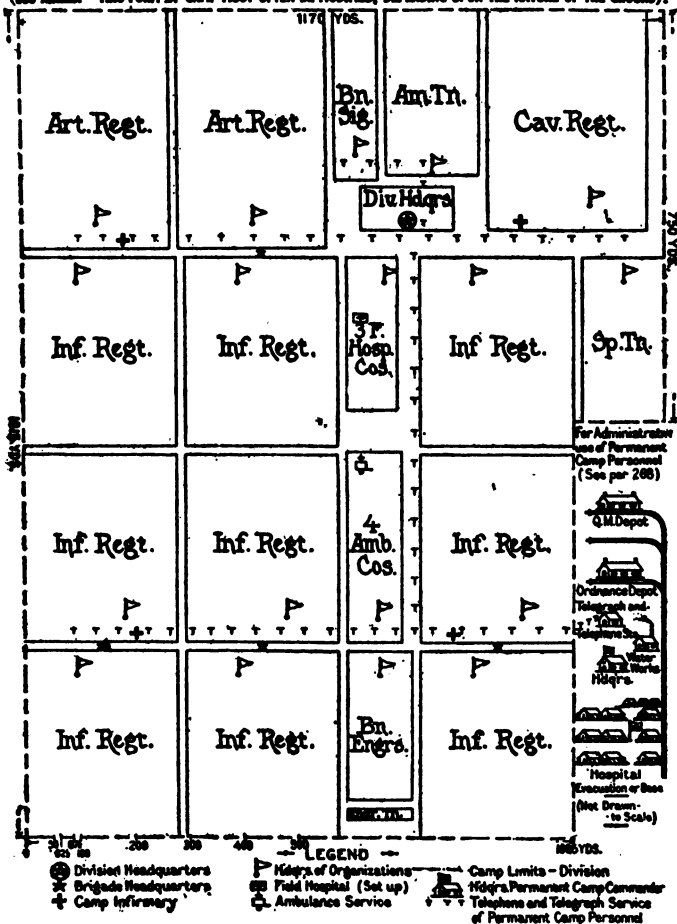 1170 YDS.
Art. Regt.
Art. Regt.
Bn.
Sig.
Am. Tn.
Cav. Regt.
Div. Hdqrs.
750 YDS.
Inf. Regt.
Inf. Regt.
3 F.
Hosp.
Cos.
Inf Regt.
Sp. Tn.
For Administrative
use of Permanent
Camp Personnel
(See par 268)
Inf. Regt.
Inf. Regt.
4
Amb.
Cos.
Inf. Regt.
Q.M. Depot
Ordnance Depot
Telegraph and
Telephone Sta.
Water
Works
Hdqrs.
Inf. Regt.
Inf. Regt.
Bn.
Engrs.
Inf. Regt.
Hospital
Evacuation or Base
(Not Drawn
to Scale)
200
LEGEND
Division Headquarters
Brigade Headquarters
Camp Infirmary
Hdqrs of Organizations
Field Hospital (Set up)
Ambulance Service
Camp Limits - Division
Hdqrs. Permanent Camp Commander
Telephone and Telegraph Service
of Permanent Camp Personnel